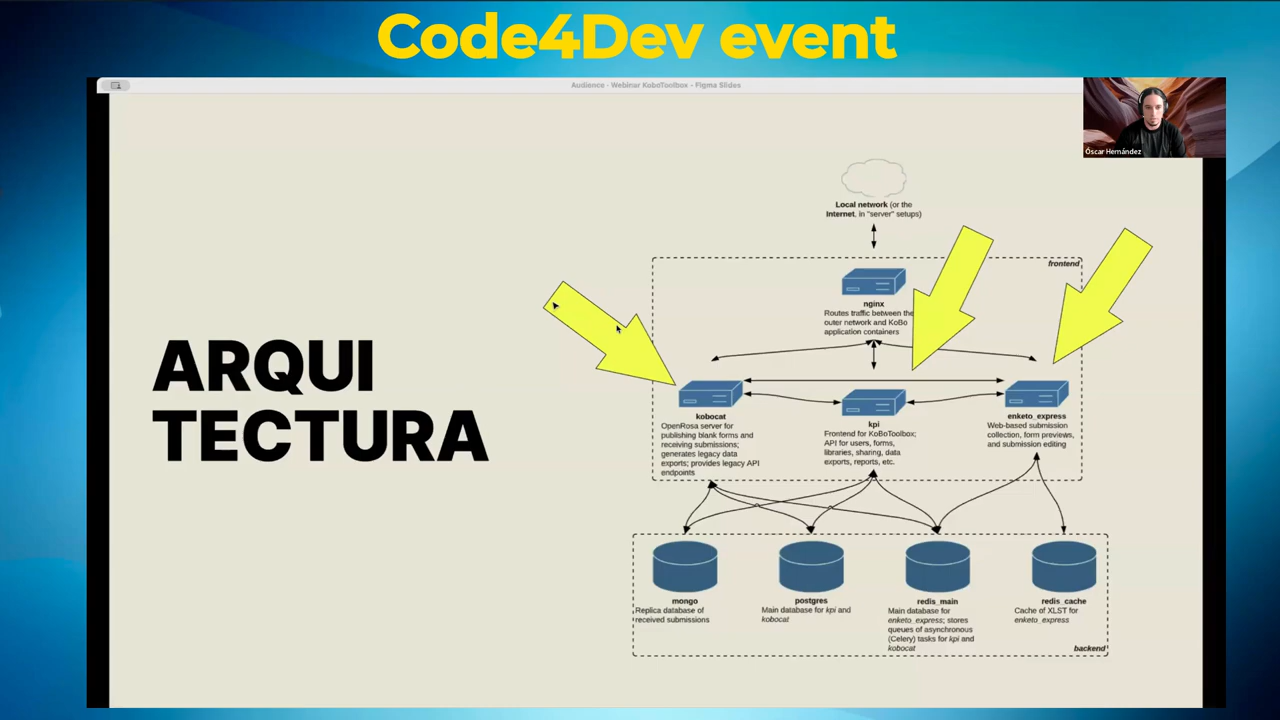 Code4Dev event
Audience - Webinar KoboToolbox - Figma Slides
Óscar Hernández
ARQUI
TECTURA
Local network (or the
Internet, in "server" setups)
frontend
nginx
Routes traffic between the
outer network and KoBo
application containers
kobocat
OpenRosa server for
publishing blank forms and
receiving submissions;
generates legacy data
exports; provides legacy API
endpoints
kpi
Frontend for KoBoToolbox;
API for users, forms,
libraries, sharing, data
exports, reports, etc.
enketo_express
Web-based submission
collection, form previews,
and submission editing
mongo
Replica database of
received submissions
postgres
Main database for kpi and
kobocat
redis_main
Main database for
enketo_express; stores
queues of asynchronous
(Celery) tasks for kpi and
kobocat
redis_cache
Cache of XLST for
enketo_express
backend